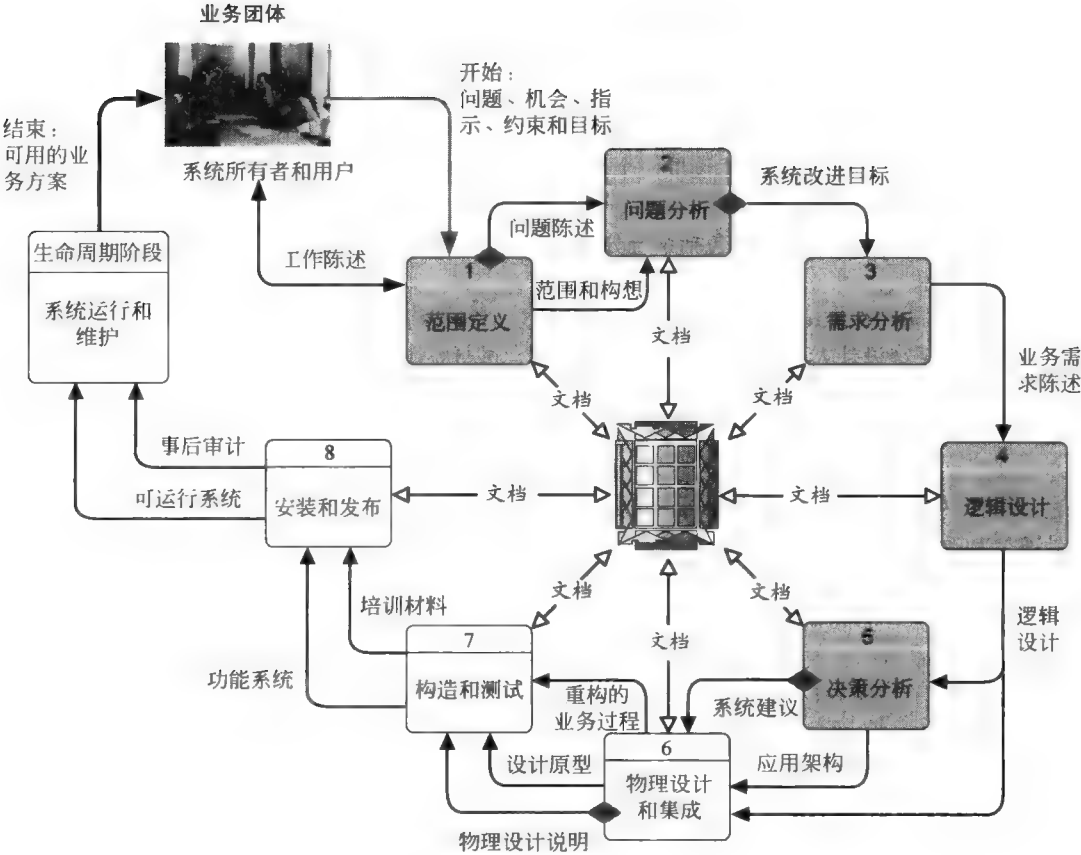 业务团体
开始：
问题、机会、指
示、约束和目标
结束：
可用的业
务方案
系统所有者和用户
2
问题分析
系统改进目标
问题陈述
生命周期阶段
系统运行和
维护
工作陈述
1
范围定义
范围和构想
3
需求分析
文档
业务需
求陈述
文档
文档
事后审计
8
安装和发布
可运行系统
文档
文档
4
逻辑设计
文档
文档
文档
培训材料
7
构造和测试
功能系统
5
决策分析
逻辑
设计
重构的
业务过程
系统建议
6
物理设计
和集成
设计原型
应用架构
物理设计说明